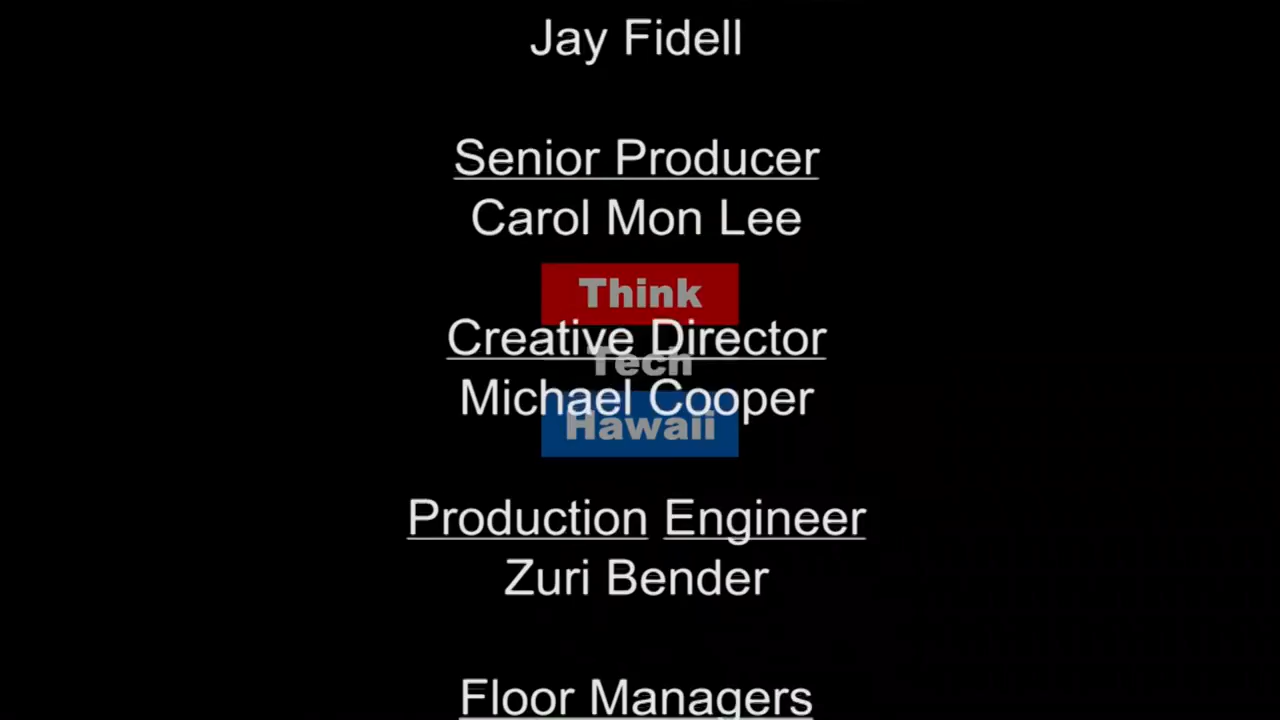 Jay Fidell
Senior Producer
Carol Mon Lee
Think
Creative Director
Tech
Michael Cooper
Hawaii
Production Engineer
Zuri Bender
Floor Managers